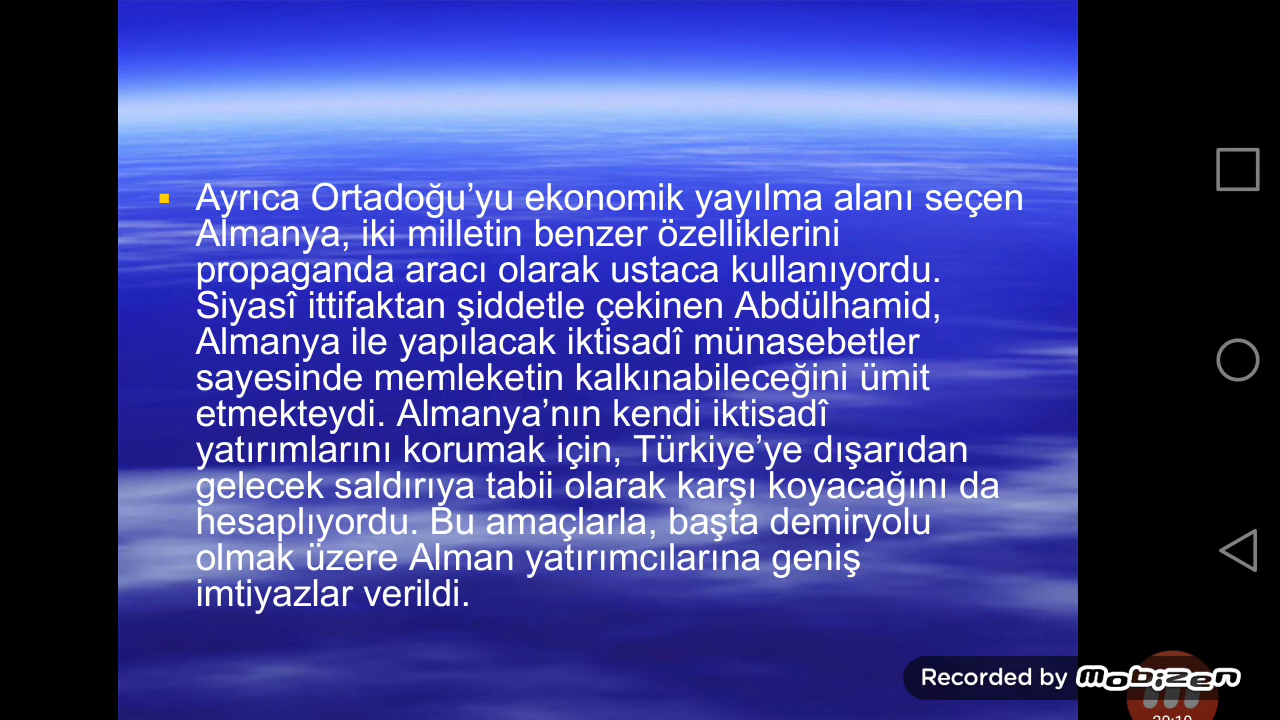 Ayrıca Ortadoğu’yu ekonomik yayılma alanı seçen
Almanya, iki milletin benzer özelliklerini
propaganda aracı olarak ustaca kullanıyordu.
Siyasî ittifaktan şiddetle çekinen Abdülhamid,
Almanya ile yapılacak iktisadî münasebetler
sayesinde memleketin kalkınabileceğini ümit
etmekteydi. Almanya’nın kendi iktisadî
yatırımlarını korumak için, Türkiye’ye dışarıdan
gelecek saldırıya tabii olarak karşı koyacağını da
hesaplıyordu. Bu amaçlarla, başta demiryolu
olmak üzere Alman yatırımcılarına geniş
imtiyazlar verildi.
Recorded by mobizen